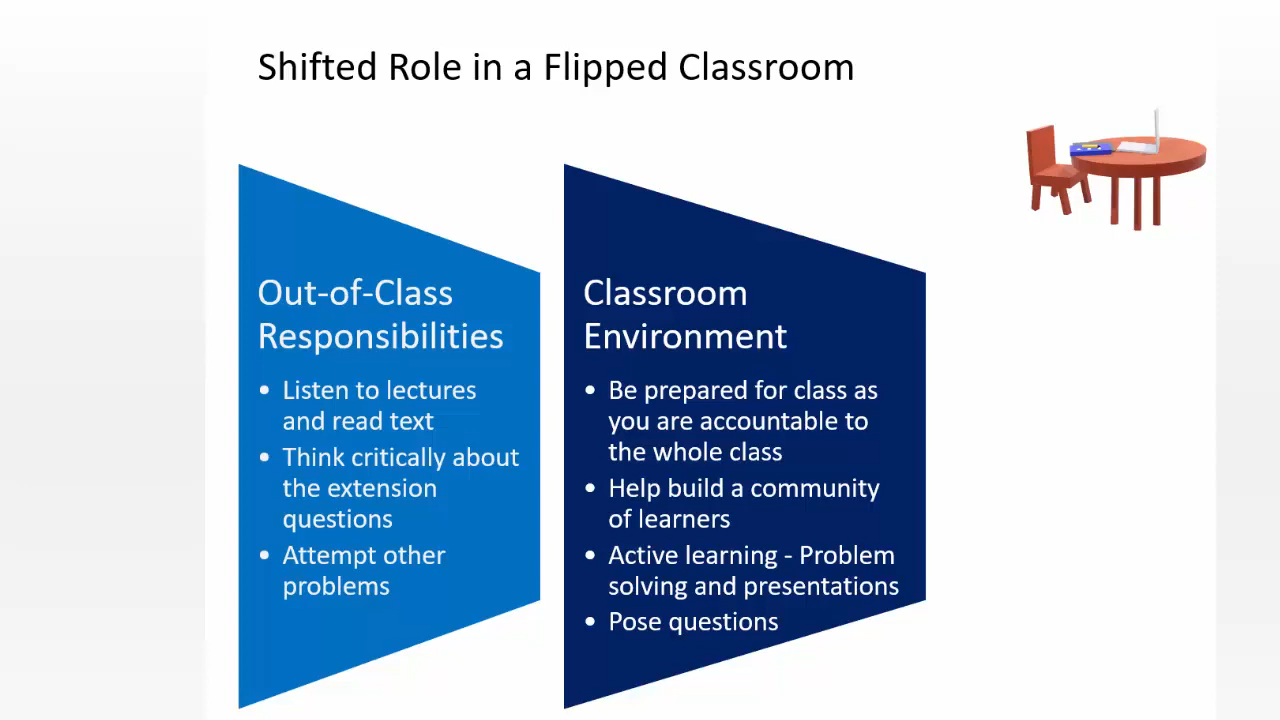 Shifted Role in a Flipped Classroom
Out-of-Class
Responsibilities
• Listen to lectures
and read text
• Think critically about
the extension
questions
• Attempt other
problems
Classroom
Environment
• Be prepared for class as
you are accountable to
the whole class
• Help build a community
of learners
• Active learning - Problem
solving and presentations
• Pose questions